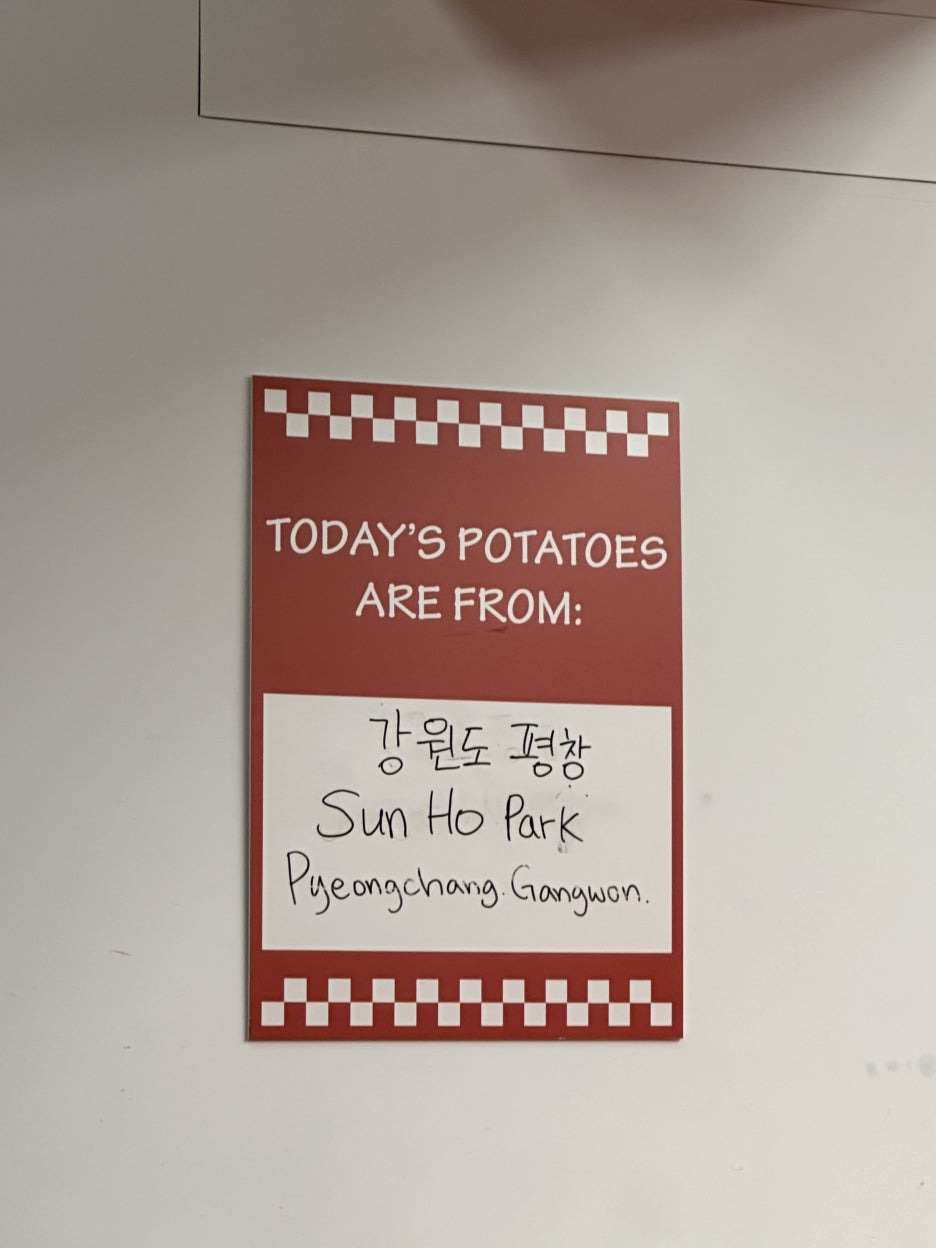 TODAY'S POTATOES
ARE FROM:
강원도 평창
Sun Ho Park
Pyeongchang. Gangwon.